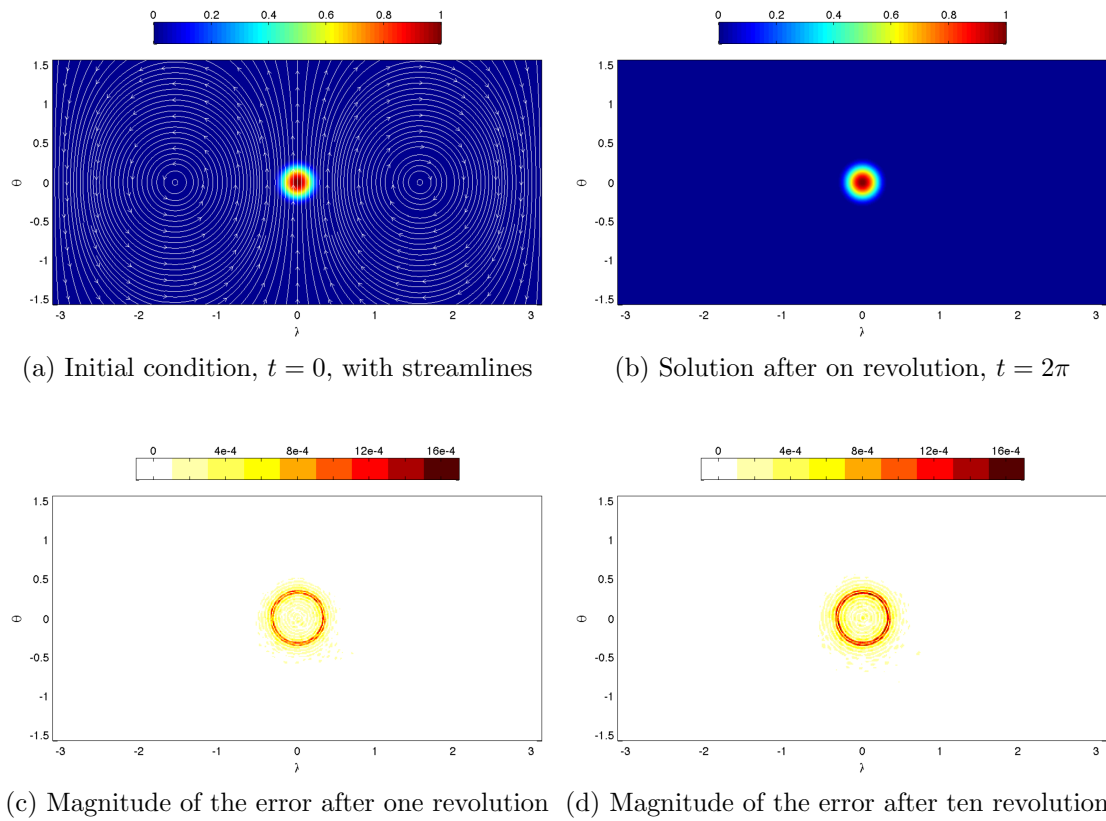 0 0.2 0.4 0.6 0.8 1
0 0.2 0.4 0.6 0.8 1
1.5
1
0.5
0
-0.5
-1
-1.5
θ
-3 -2 -1 0 1 2 3
λ
1.5
1
0.5
0
-0.5
-1
-1.5
θ
-3 -2 -1 0 1 2 3
λ
(a) Initial condition, t = 0, with streamlines
(b) Solution after on revolution, t = 2π
0 4e-4 8e-4 12e-4 16e-4
0 4e-4 8e-4 12e-4 16e-4
1.5
1
0.5
0
-0.5
-1
-1.5
θ
-3 -2 -1 0 1 2 3
λ
1.5
1
0.5
0
-0.5
-1
-1.5
θ
-3 -2 -1 0 1 2 3
λ
(c) Magnitude of the error after one revolution
(d) Magnitude of the error after ten revolution